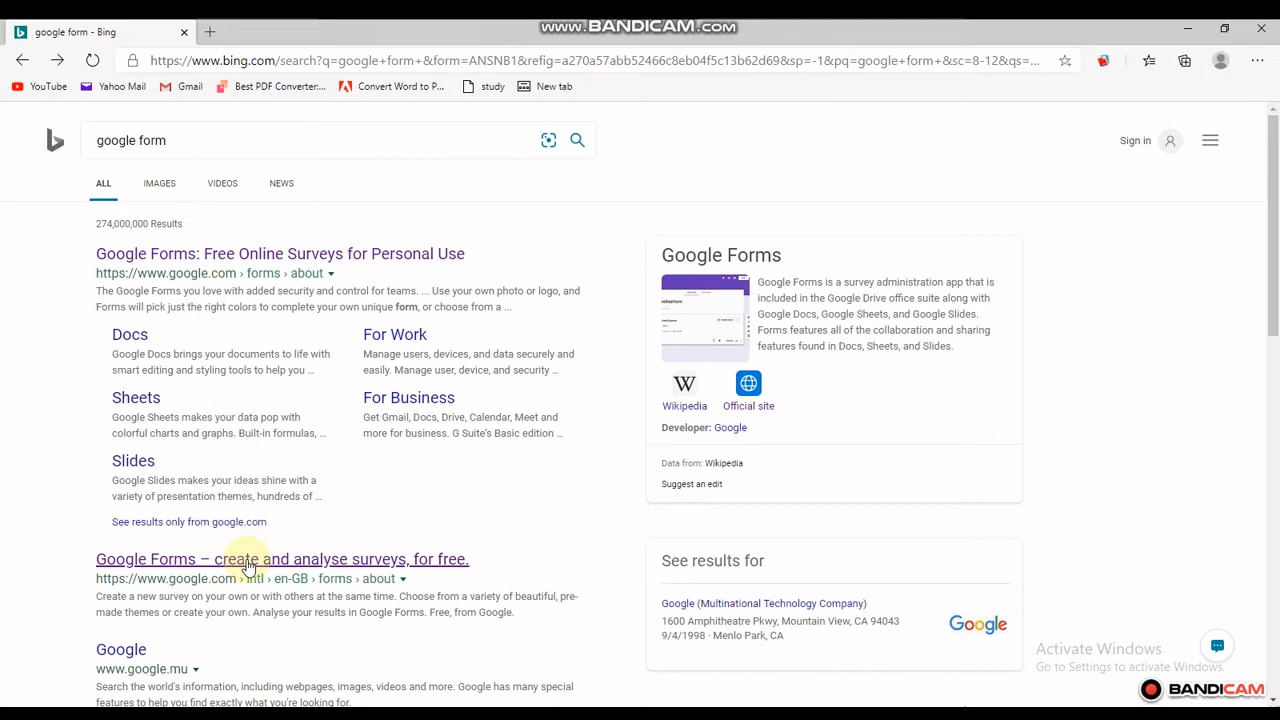 google form - Bing
www.BANDICAM.com
https://www.bing.com/search?q=google+form+&form=ANSNB1&refig=a270a57abb52466c8eb04f5c13b62d69&sp=-1&pq=google+form+&sc=8-12&qs=...
YouTube
Yahoo Mail
Gmail
Best PDF Converter:...
Convert Word to P...
study
New tab
google form
Sign in
ALL
IMAGES
VIDEOS
NEWS
274,000,000 Results
Google Forms: Free Online Surveys for Personal Use
https://www.google.com › forms › about
The Google Forms you love with added security and control for teams. ... Use your own photo or logo, and
Forms will pick just the right colors to complete your own unique form, or choose from a ...
Docs
Google Docs brings your documents to life with
smart editing and styling tools to help you ...
For Work
Manage users, devices, and data securely and
easily. Manage user, device, and security ...
Sheets
Google Sheets makes your data pop with
colorful charts and graphs. Built-in formulas, ...
For Business
Get Gmail, Docs, Drive, Calendar, Meet and
more for business. G Suite's Basic edition ...
Slides
Google Slides makes your ideas shine with a
variety of presentation themes, hundreds of ...
See results only from google.com
Google Forms – create and analyse surveys, for free.
https://www.google.com › intl › en-GB › forms › about
Create a new survey on your own or with others at the same time. Choose from a variety of beautiful, pre-
made themes or create your own. Analyse your results in Google Forms. Free, from Google.
Google
www.google.mu
Search the world's information, including webpages, images, videos and more. Google has many special
features to help you find exactly what you're looking for.
Google Forms
Google Forms is a survey administration app that is
included in the Google Drive office suite along with
Google Docs, Google Sheets, and Google Slides.
Forms features all of the collaboration and sharing
features found in Docs, Sheets, and Slides.
W
Wikipedia
Official site
Developer: Google
Data from: Wikipedia
Suggest an edit
See results for
Google (Multinational Technology Company)
1600 Amphitheatre Pkwy, Mountain View, CA 94043
9/4/1998 · Menlo Park, CA
Google
Activate Windows
Go to Settings to activate Windows.
BANDICAM